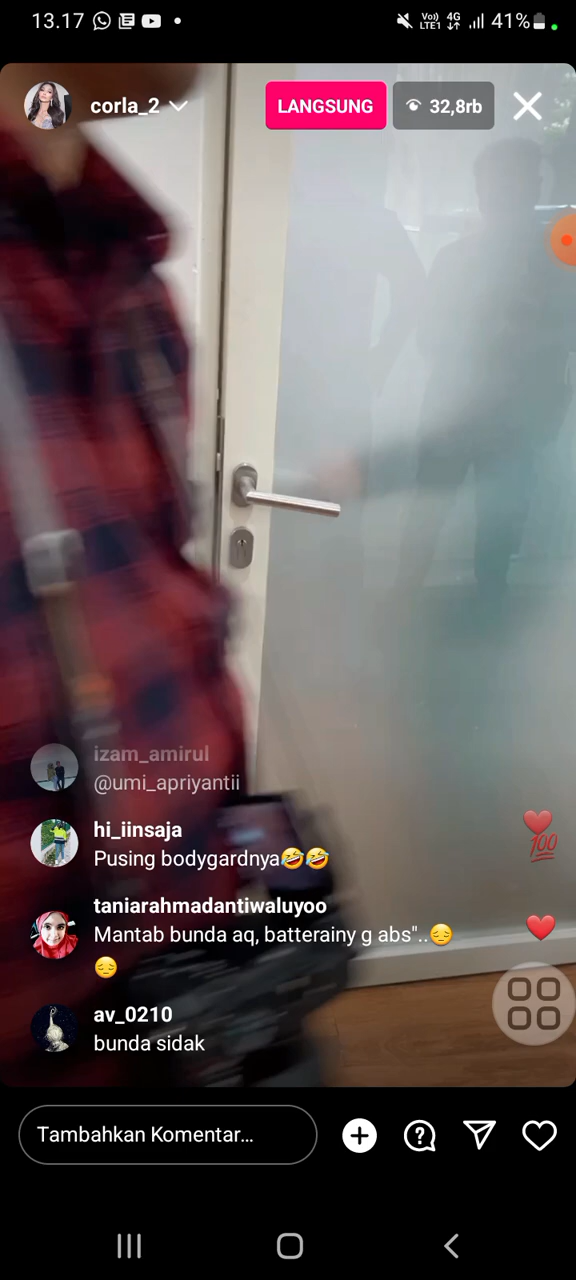 13.17
Vo)) 4G 41%
LTE1
corla_2 LANGSUNG 32,8rb
izam_amirul
@umi_apriyantii
hi_iinsaja
Pusing bodygardnya🤣🤣
💯
taniarahmadantiwaluyoo
Mantab bunda aq, batterainy g abs"..😔
😔
av_0210
bunda sidak
Tambahkan Komentar...